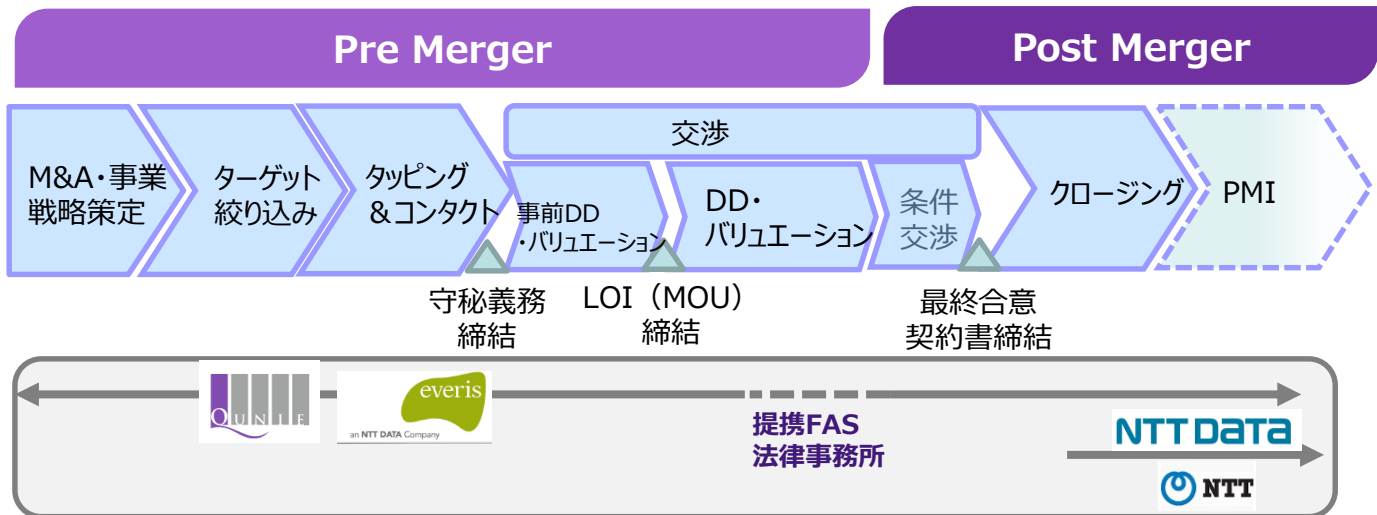 Pre Merger
Post Merger
交渉
M&A・事業
戦略策定
ターゲット
絞り込み
タッピング
&コンタクト
事前DD
・バリュエーション
DD・
バリュエーション
条件
交渉
クロージング
PMI
守秘義務
締結
LOI（MOU）
締結
最終合意
契約書締結
QUNIE
everis
an NTT DATA Company
提携FAS
法律事務所
NTT DATA
NTT